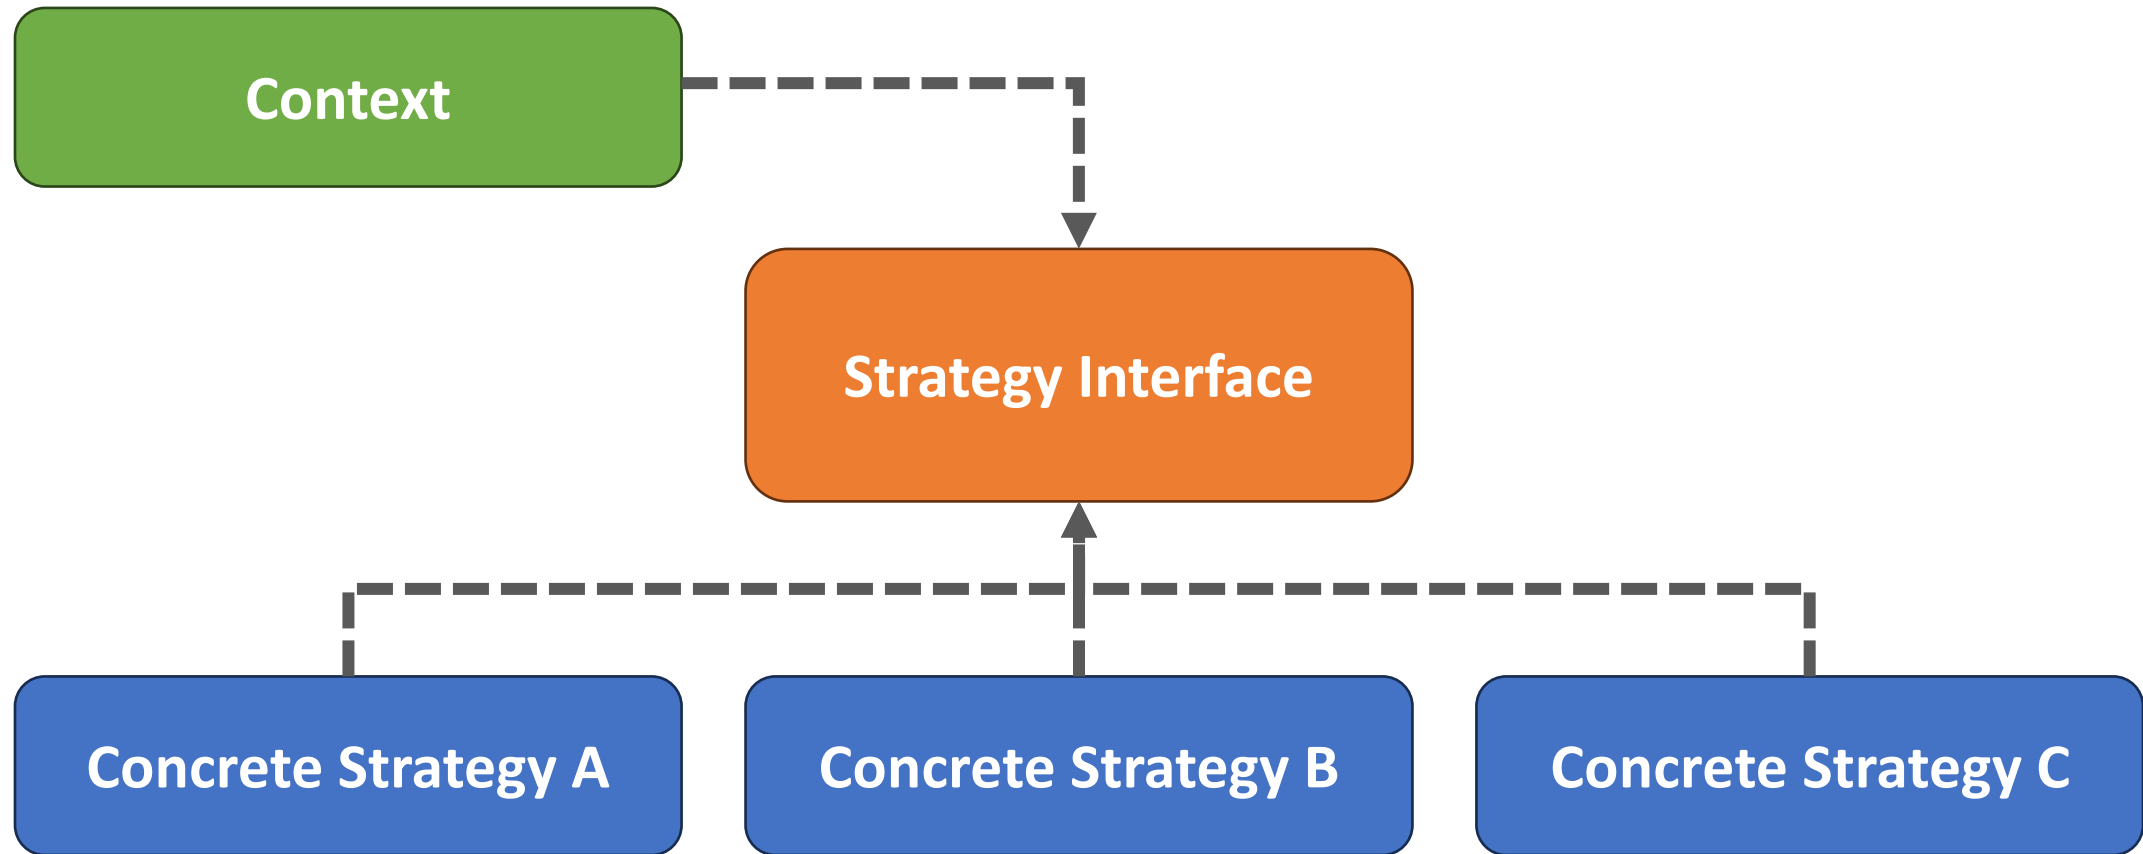 Context
Strategy Interface
Concrete Strategy A
Concrete Strategy B
Concrete Strategy C